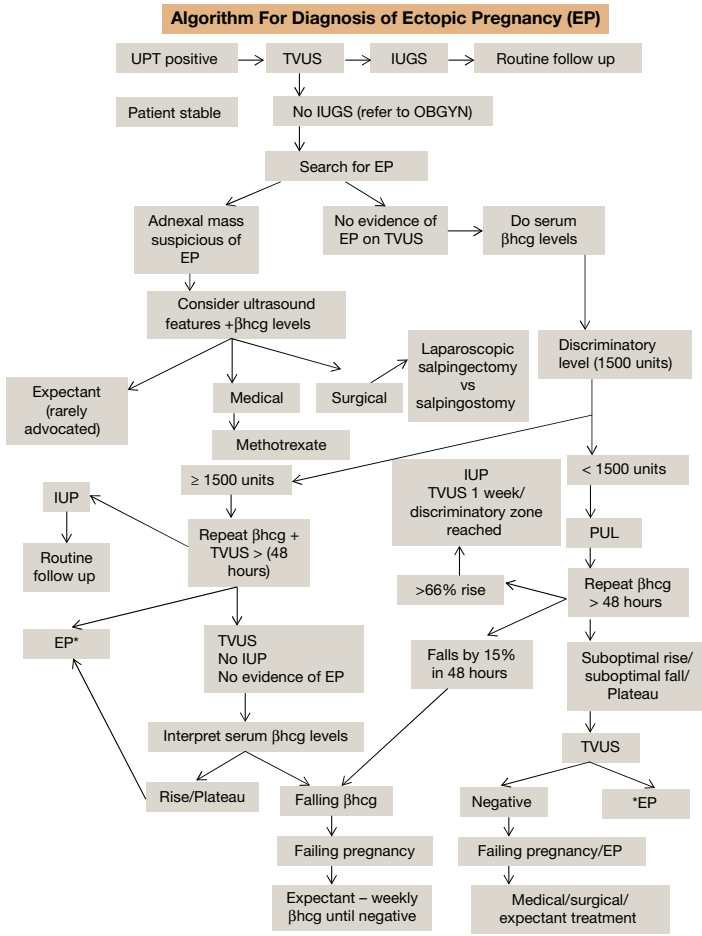 Algorithm For Diagnosis of Ectopic Pregnancy (EP)
UPT positive
TVUS
IUGS
Routine follow up
Patient stable
No IUGS (refer to OBGYN)
Search for EP
Adnexal mass
suspicious of
EP
No evidence of
EP on TVUS
Do serum
βhcg levels
Consider ultrasound
features +βhcg levels
Discriminatory
level (1500 units)
Expectant
(rarely
advocated)
Medical
Surgical
Laparoscopic
salpingectomy
vs
salpingostomy
Methotrexate
≥ 1500 units
< 1500 units
IUP
TVUS 1 week/
discriminatory zone
reached
IUP
Routine
follow up
Repeat βhcg +
TVUS > (48
hours)
PUL
>66% rise
Repeat βhcg
> 48 hours
EP*
TVUS
No IUP
No evidence of EP
Falls by 15%
in 48 hours
Suboptimal rise/
suboptimal fall/
Plateau
Interpret serum βhcg levels
TVUS
Rise/Plateau
Falling βhcg
Negative
*EP
Failing pregnancy
Failing pregnancy/EP
Expectant – weekly
βhcg until negative
Medical/surgical/
expectant treatment